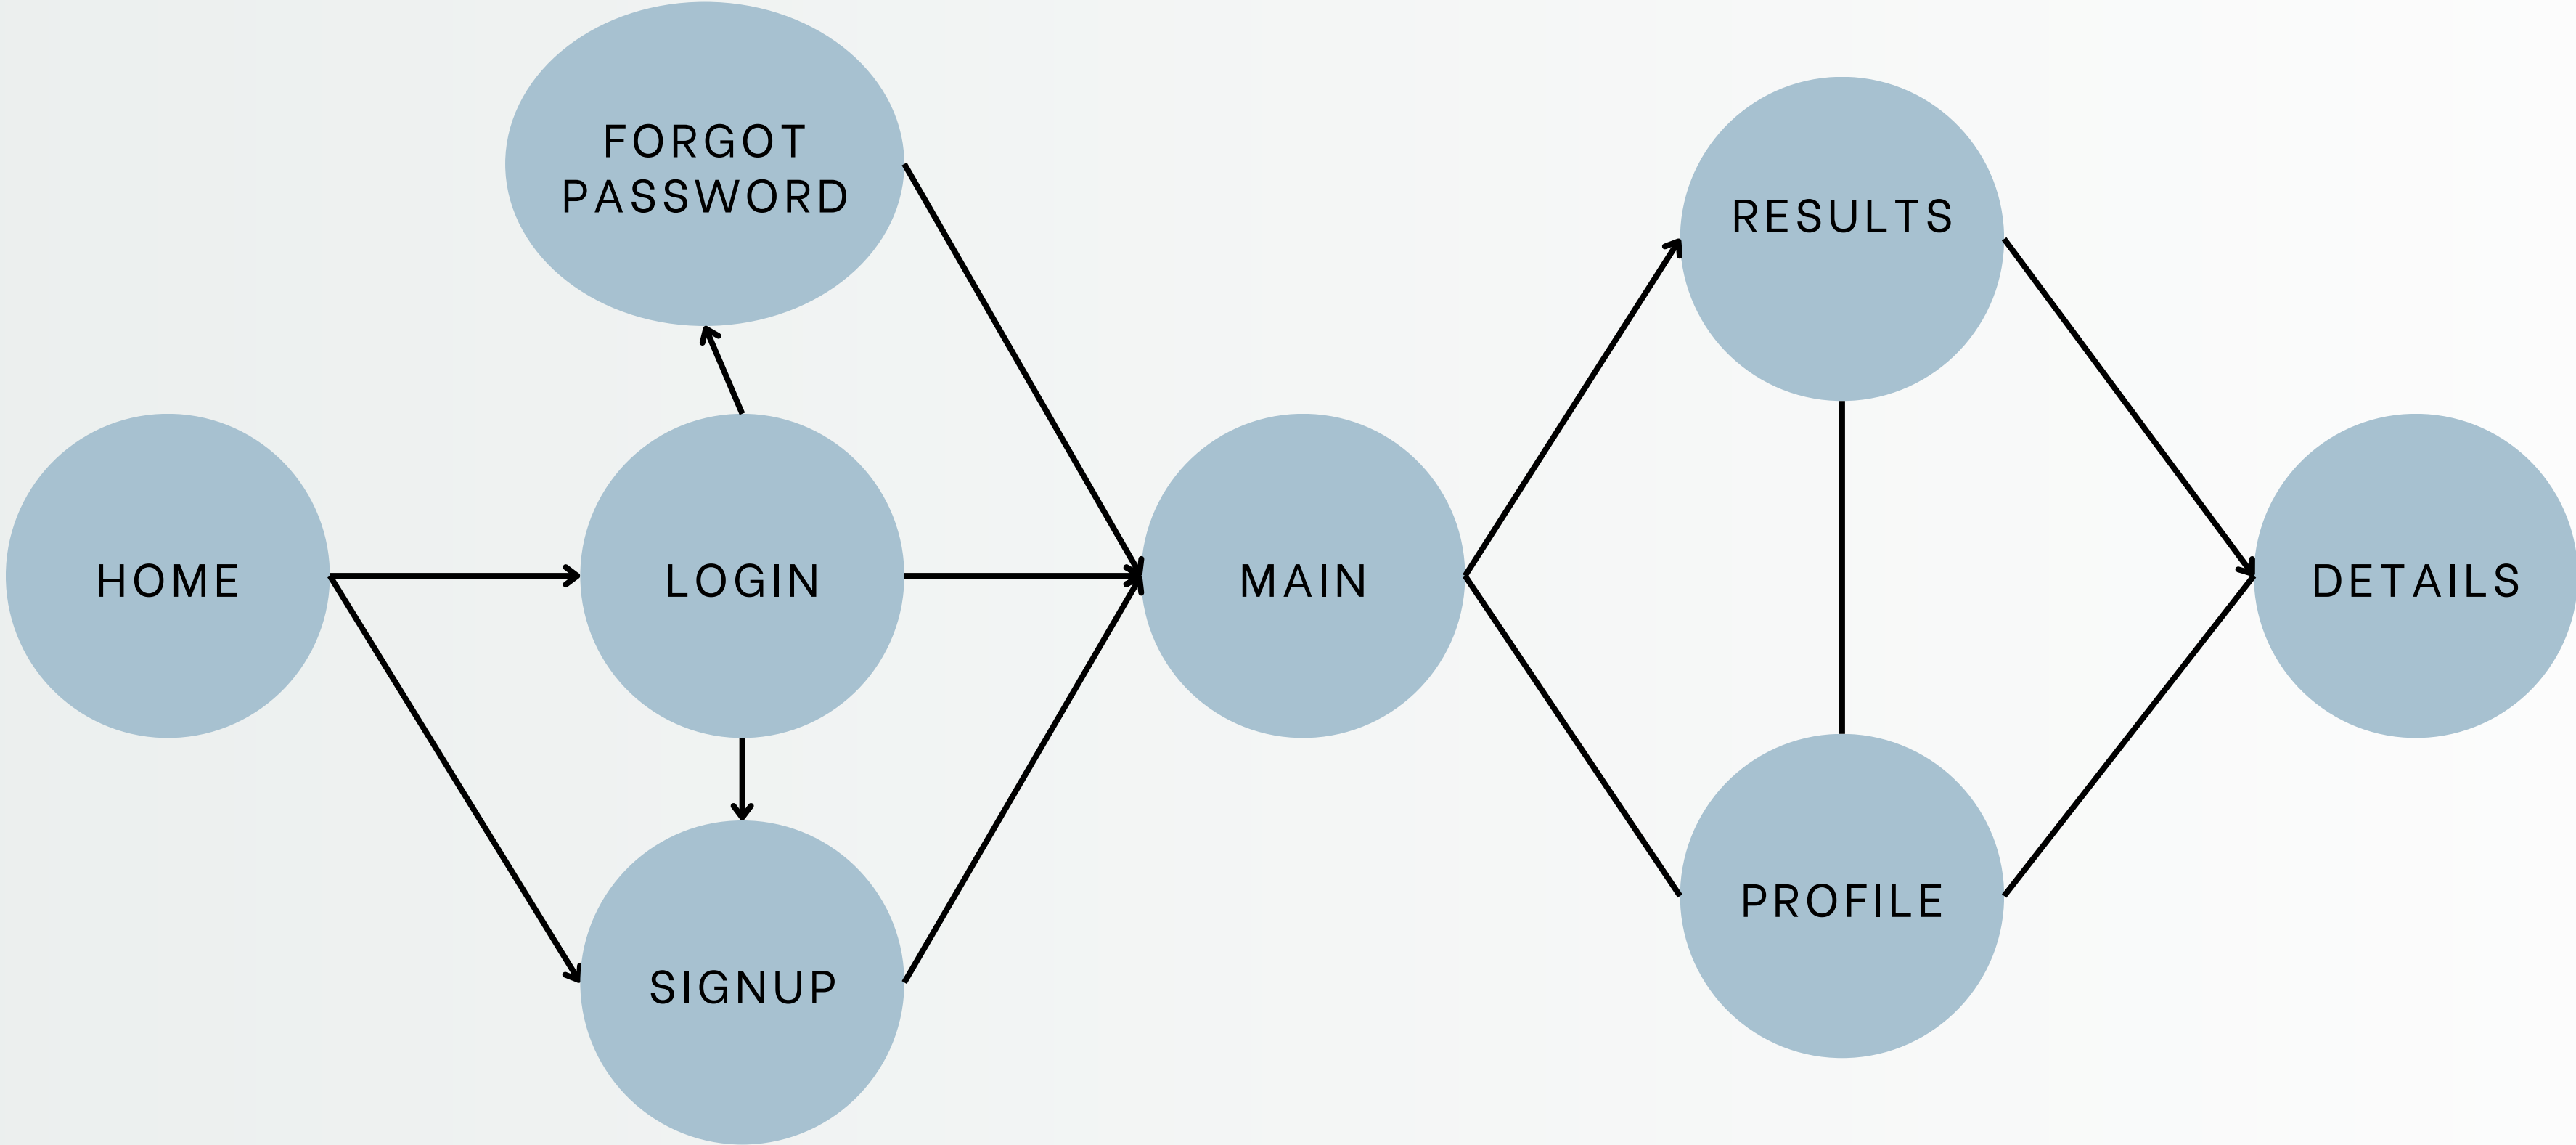 FORGOT
PASSWORD
RESULTS
HOME
LOGIN
MAIN
DETAILS
PROFILE
SIGNUP